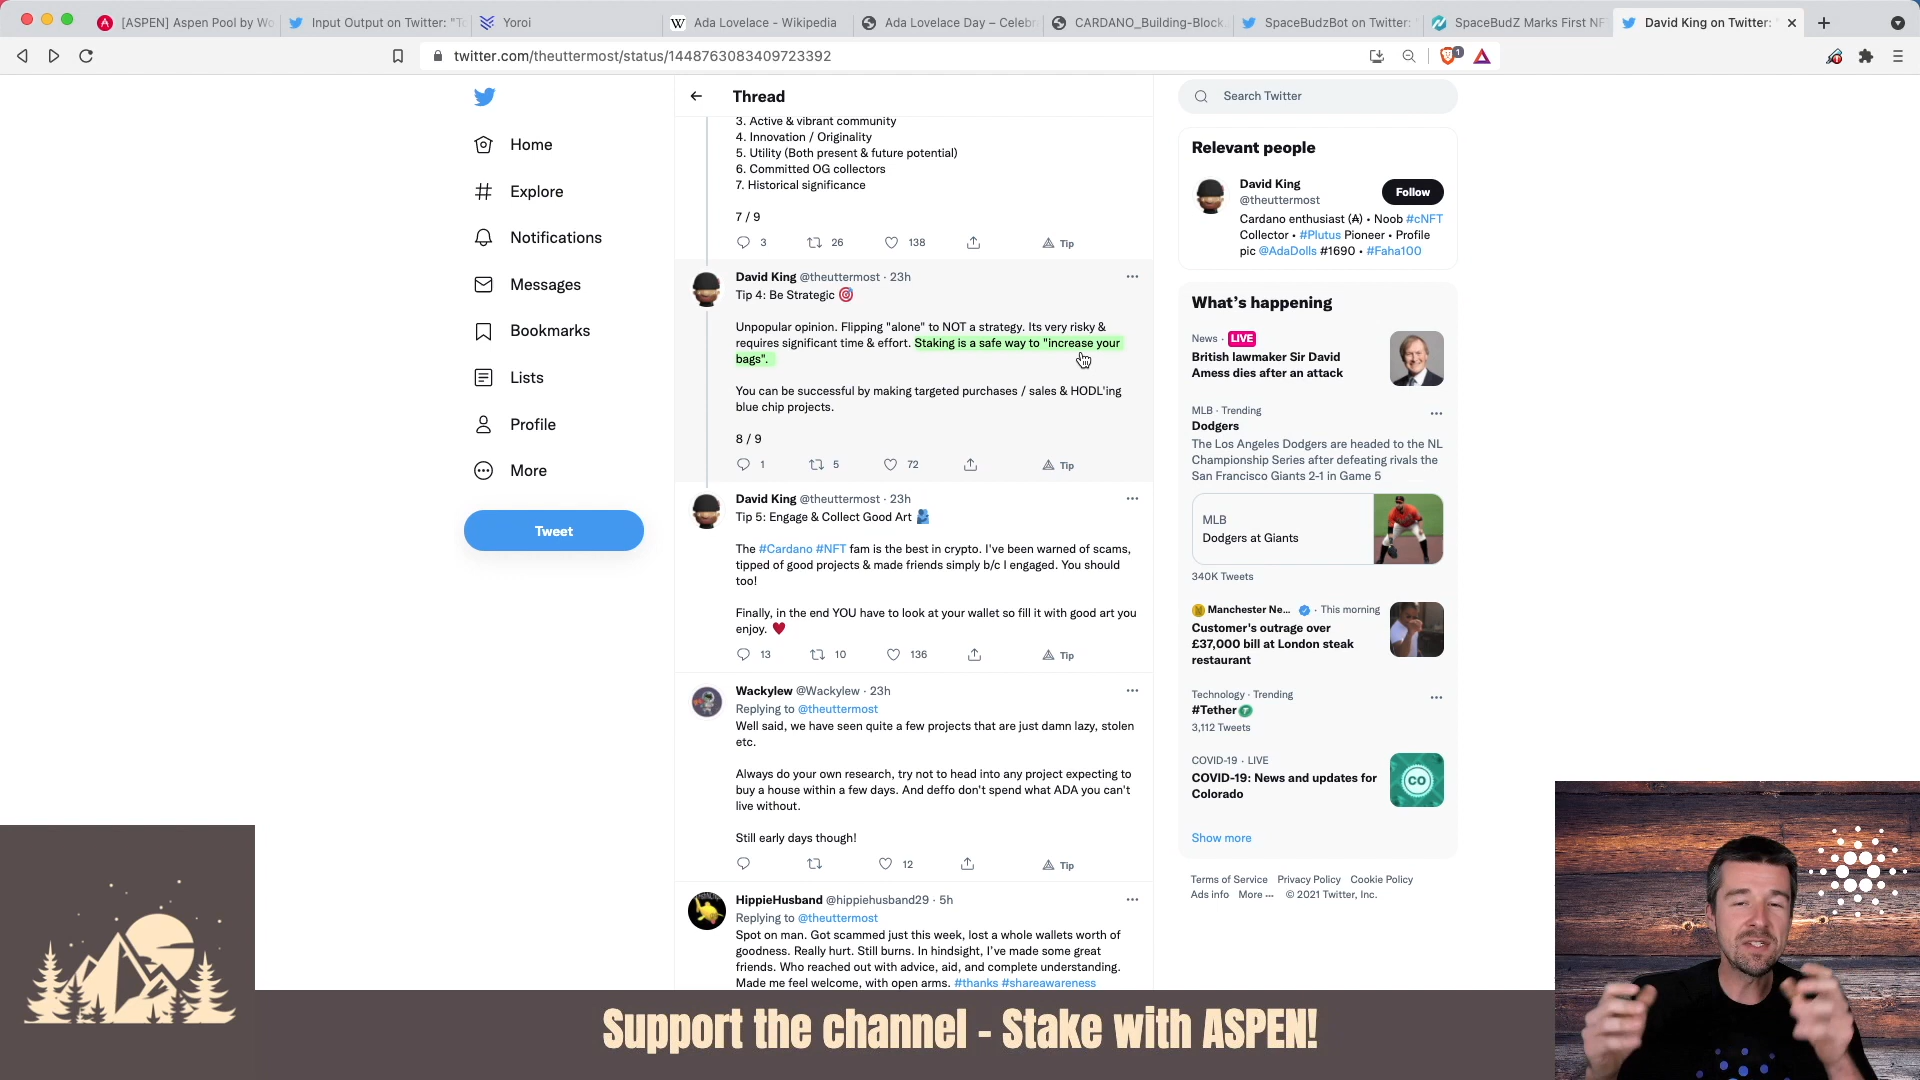 [ASPEN] Aspen Pool by Wo
Input Output on Twitter: "To
Yoroi
W Ada Lovelace - Wikipedia
Ada Lovelace Day – Celebr
CARDANO_Building-Block
SpaceBudzBot on Twitter:
SpaceBudZ Marks First NF
David King on Twitter:
twitter.com/theuttermost/status/1448763083409723392
1
Home
Explore
Notifications
Messages
Bookmarks
Lists
Profile
More
Tweet
Thread
3. Active & vibrant community
4. Innovation / Originality
5. Utility (Both present & future potential)
6. Committed OG collectors
7. Historical significance
7 / 9
3 26 138 Tip
David King @theuttermost · 23h
Tip 4: Be Strategic
Unpopular opinion. Flipping "alone" to NOT a strategy. Its very risky &
requires significant time & effort. Staking is a safe way to "increase your
bags".
You can be successful by making targeted purchases / sales & HODL'ing
blue chip projects.
8 / 9
1 5 72 Tip
David King @theuttermost · 23h
Tip 5: Engage & Collect Good Art
The #Cardano #NFT fam is the best in crypto. I've been warned of scams,
tipped of good projects & made friends simply b/c I engaged. You should
too!
Finally, in the end YOU have to look at your wallet so fill it with good art you
enjoy.
13 10 136 Tip
Wackylew @Wackylew · 23h
Replying to @theuttermost
Well said, we have seen quite a few projects that are just damn lazy, stolen
etc.
Always do your own research, try not to head into any project expecting to
buy a house within a few days. And deffo don't spend what ADA you can't
live without.
Still early days though!
12 Tip
HippieHusband @hippiehusband29 · 5h
Replying to @theuttermost
Spot on man. Got scammed just this week, lost a whole wallets worth of
goodness. Really hurt. Still burns. In hindsight, I've made some great
friends. Who reached out with advice, aid, and complete understanding.
Made me feel welcome, with open arms. #thanks #shareawareness
Search Twitter
Relevant people
David King
@theuttermost
Follow
Cardano enthusiast (₳) • Noob #cNFT
Collector • #Plutus Pioneer • Profile
pic @AdaDolls #1690 • #Faha100
What's happening
News · LIVE
British lawmaker Sir David
Amess dies after an attack
MLB · Trending
Dodgers
The Los Angeles Dodgers are headed to the NL
Championship Series after defeating rivals the
San Francisco Giants 2-1 in Game 5
MLB
Dodgers at Giants
340K Tweets
Manchester Ne... · This morning
Customer's outrage over
£37,000 bill at London steak
restaurant
Technology · Trending
#Tether
3,112 Tweets
COVID-19 · LIVE
COVID-19: News and updates for
Colorado
CO
Show more
Terms of Service Privacy Policy Cookie Policy
Ads info More ··· © 2021 Twitter, Inc.
Support the channel - Stake with ASPEN!